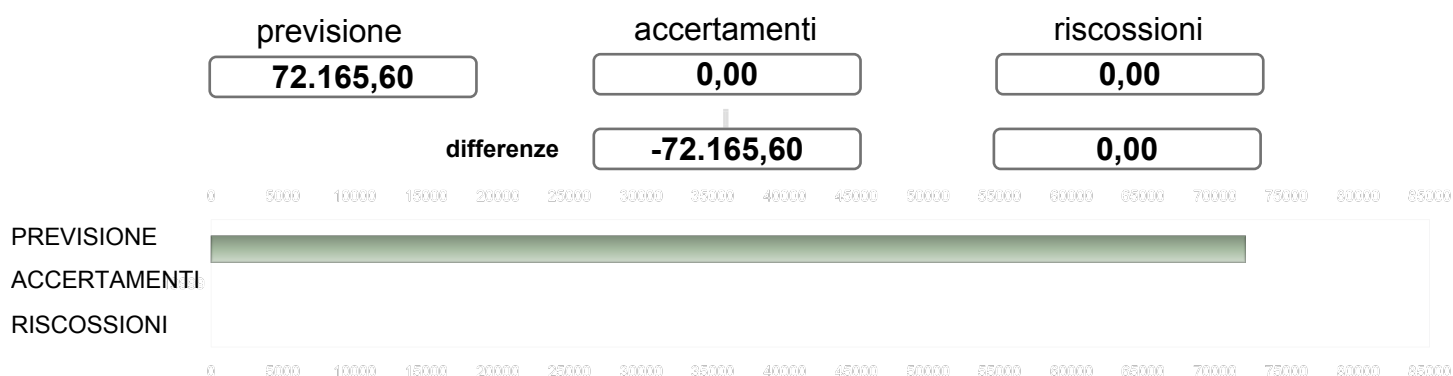 previsione accertamenti riscossioni
72.165,60 0,00 0,00
differenze -72.165,60 0,00
0 5000 10000 15000 20000 25000 30000 35000 40000 45000 50000 55000 60000 65000 70000 75000 80000 85000
PREVISIONE
ACCERTAMENTI
RISCOSSIONI
0 5000 10000 15000 20000 25000 30000 35000 40000 45000 50000 55000 60000 65000 70000 75000 80000 85000